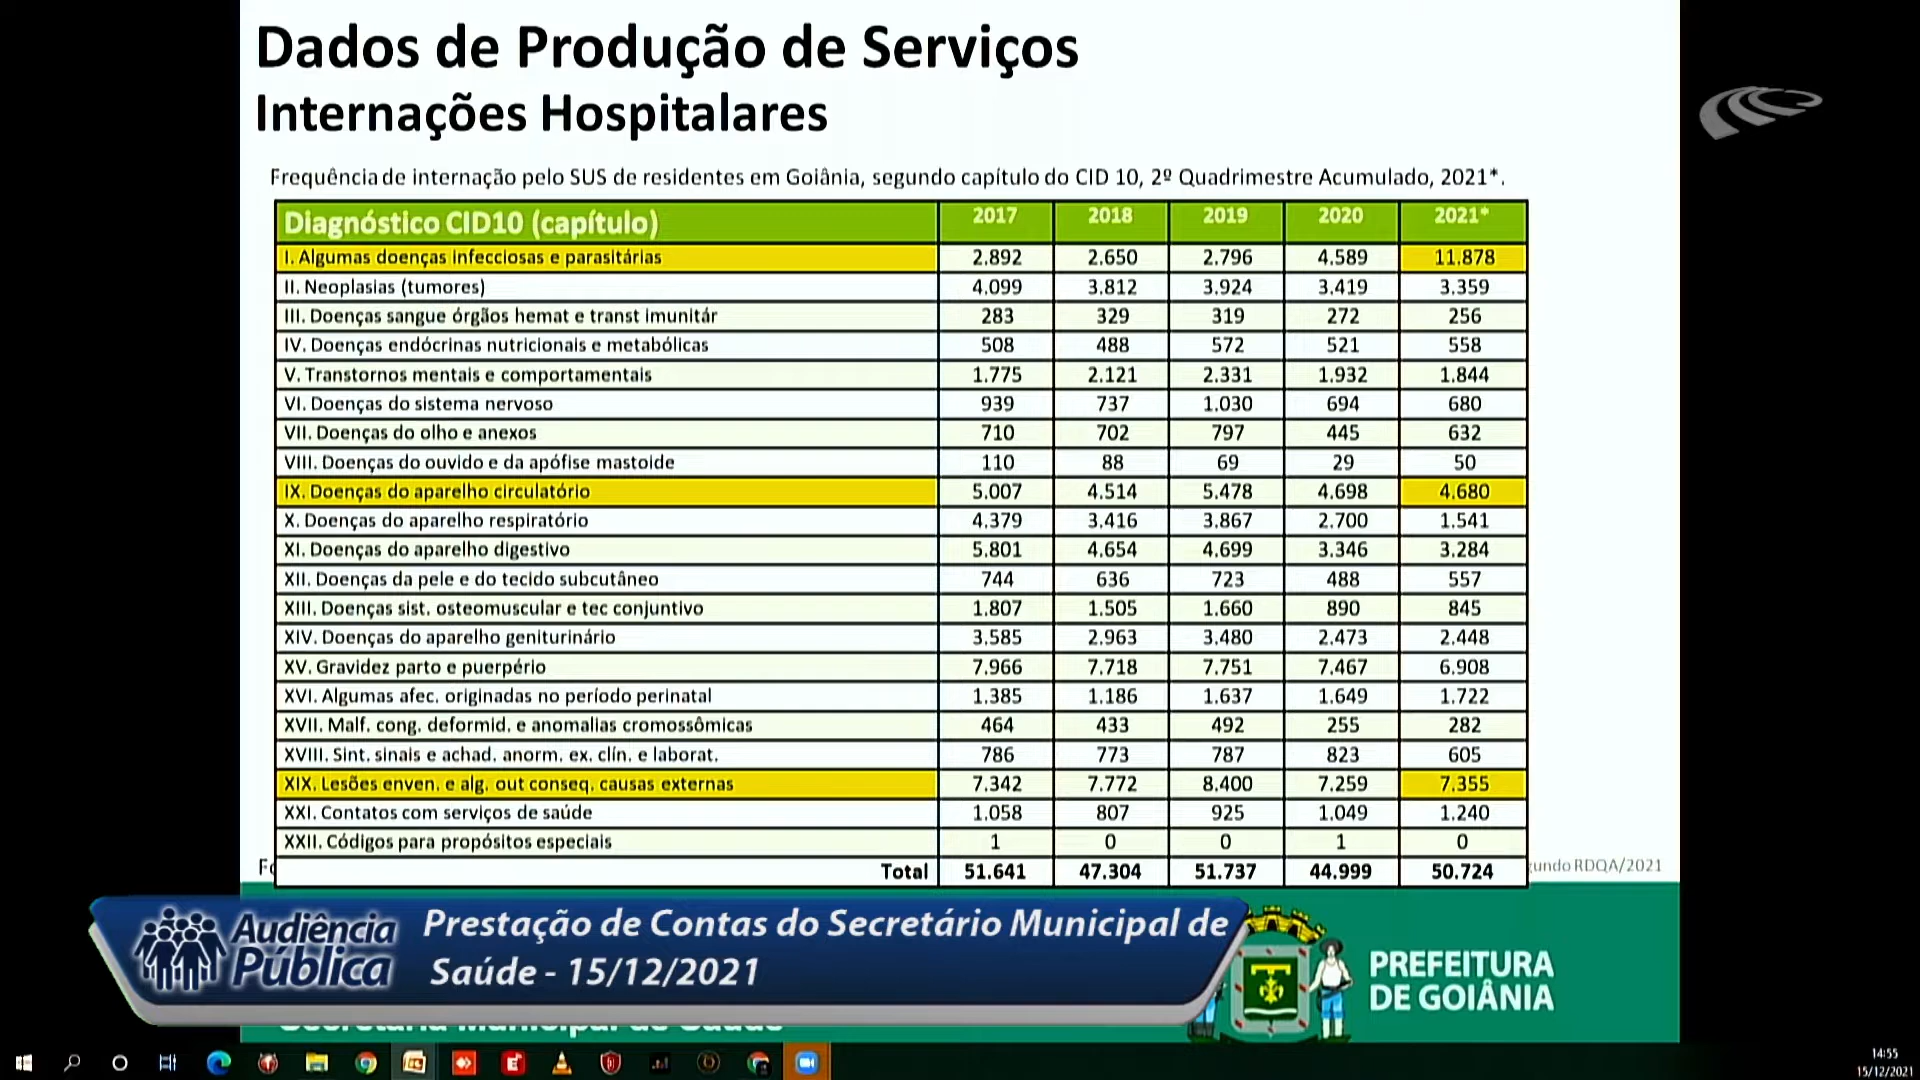 Dados de Produção de Serviços
Internações Hospitalares
Frequência de internação pelo SUS de residentes em Goiânia, segundo capítulo do CID 10, 2º Quadrimestre Acumulado, 2021*.
Diagnóstico CID10 (capítulo) 2017 2018 2019 2020 2021*
I. Algumas doenças infecciosas e parasitárias 2.892 2.650 2.796 4.589 11.878
II. Neoplasias (tumores) 4.099 3.812 3.924 3.419 3.359
III. Doenças sangue órgãos hemat e transt imunitár 283 329 319 272 256
IV. Doenças endócrinas nutricionais e metabólicas 508 488 572 521 558
V. Transtornos mentais e comportamentais 1.775 2.121 2.331 1.932 1.844
VI. Doenças do sistema nervoso 939 737 1.030 694 680
VII. Doenças do olho e anexos 710 702 797 445 632
VIII. Doenças do ouvido e da apófise mastoide 110 88 69 29 50
IX. Doenças do aparelho circulatório 5.007 4.514 5.478 4.698 4.680
X. Doenças do aparelho respiratório 4.379 3.416 3.867 2.700 1.541
XI. Doenças do aparelho digestivo 5.801 4.654 4.699 3.346 3.284
XII. Doenças da pele e do tecido subcutâneo 744 636 723 488 557
XIII. Doenças sist. osteomuscular e tec conjuntivo 1.807 1.505 1.660 890 845
XIV. Doenças do aparelho geniturinário 3.585 2.963 3.480 2.473 2.448
XV. Gravidez parto e puerpério 7.966 7.718 7.751 7.467 6.908
XVI. Algumas afec. originadas no período perinatal 1.385 1.186 1.637 1.649 1.722
XVII. Malf. cong. deformid. e anomalias cromossômicas 464 433 492 255 282
XVIII. Sint. sinais e achad. anorm. ex. clín. e laborat. 786 773 787 823 605
XIX. Lesões enven. e alg. out conseq. causas externas 7.342 7.772 8.400 7.259 7.355
XXI. Contatos com serviços de saúde 1.058 807 925 1.049 1.240
XXII. Códigos para propósitos especiais 1 0 0 1 0
Total 51.641 47.304 51.737 44.999 50.724
RDQA/2021
Audiência
Pública
Prestação de Contas do Secretário Municipal de
Saúde - 15/12/2021
PREFEITURA
DE GOIÂNIA
14:55
15/12/2021